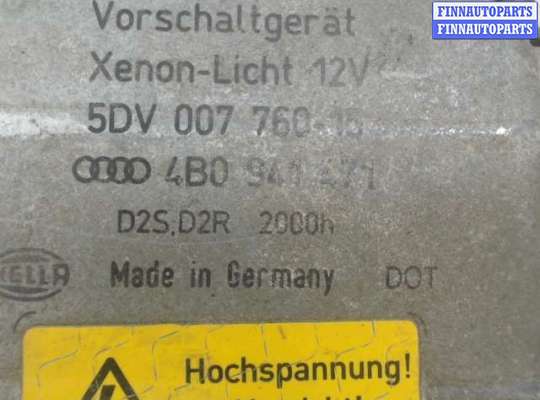 FINNAUTOPARTS
FINNAUTOPARTS
Vorschaltgerät
Xenon-Licht 12V
5DV 007 760-15
4B0 941 471
D2S,D2R 2000h
HELLA Made in Germany DOT
Hochspannung!